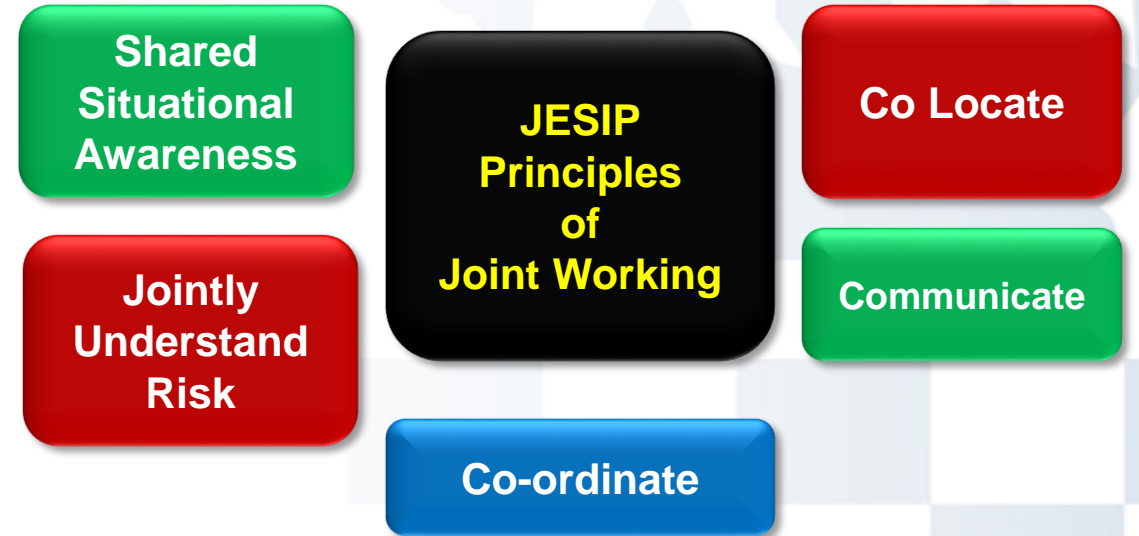 Shared
Situational
Awareness
JESIP
Principles
of
Joint Working
Co Locate
Jointly
Understand
Risk
Communicate
Co-ordinate